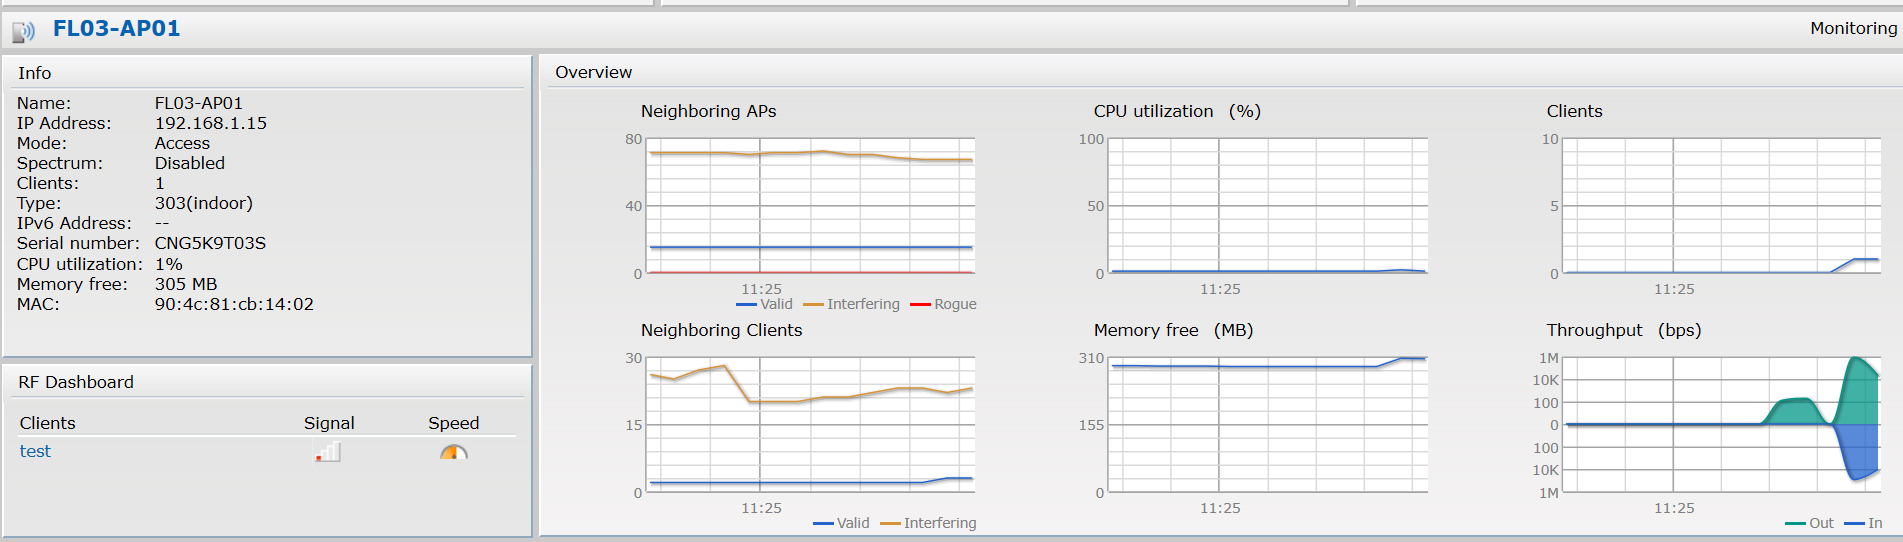 FL03-AP01
Monitoring
Info
Name: FL03-AP01
IP Address: 192.168.1.15
Mode: Access
Spectrum: Disabled
Clients: 1
Type: 303(indoor)
IPv6 Address: --
Serial number: CNG5K9T03S
CPU utilization: 1%
Memory free: 305 MB
MAC: 90:4c:81:cb:14:02
RF Dashboard
Clients Signal Speed
test
Overview
Neighboring APs
80
40
0
11:25
Valid Interfering Rogue
CPU utilization (%)
100
50
0
11:25
Clients
10
5
0
11:25
Neighboring Clients
30
15
0
11:25
Valid Interfering
Memory free (MB)
310
155
0
11:25
Throughput (bps)
1M
10K
100
0
100
10K
1M
11:25
Out In